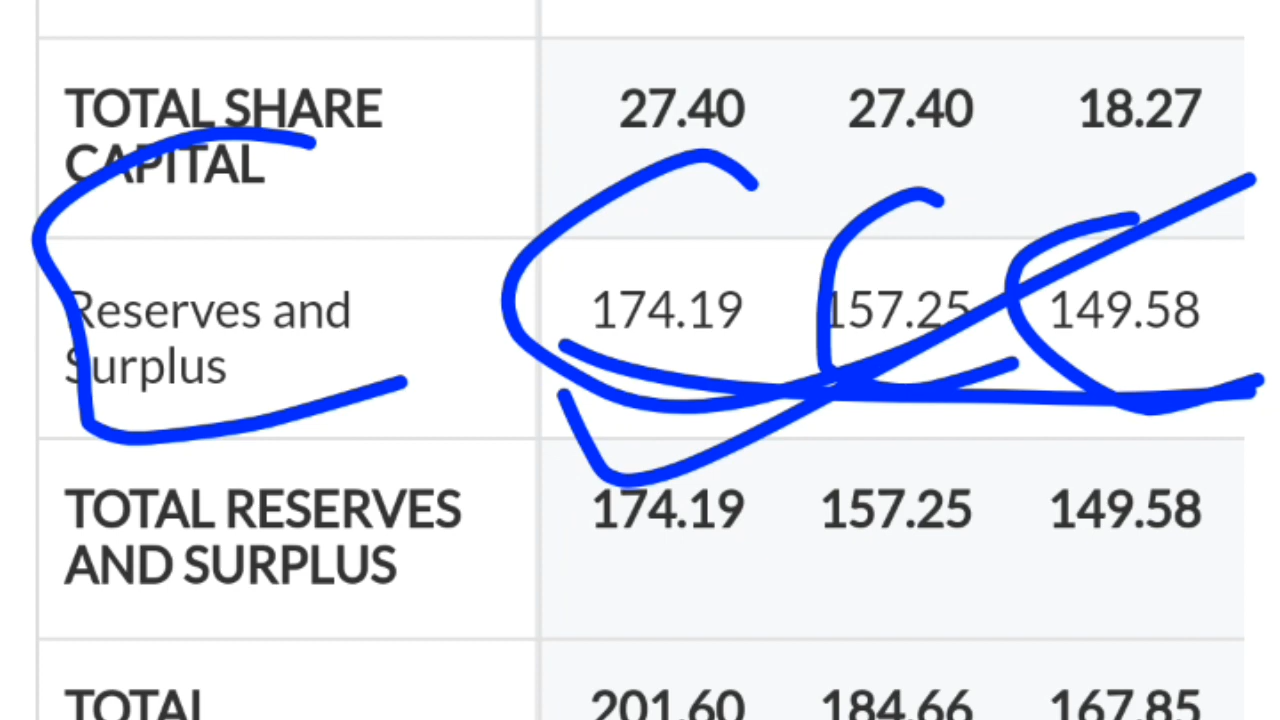 TOTAL SHARE 27.40 27.40 18.27
CAPITAL
Reserves and 174.19 157.25 149.58
Surplus
TOTAL RESERVES 174.19 157.25 149.58
AND SURPLUS
TOTAL 201.60 184.66 167.85